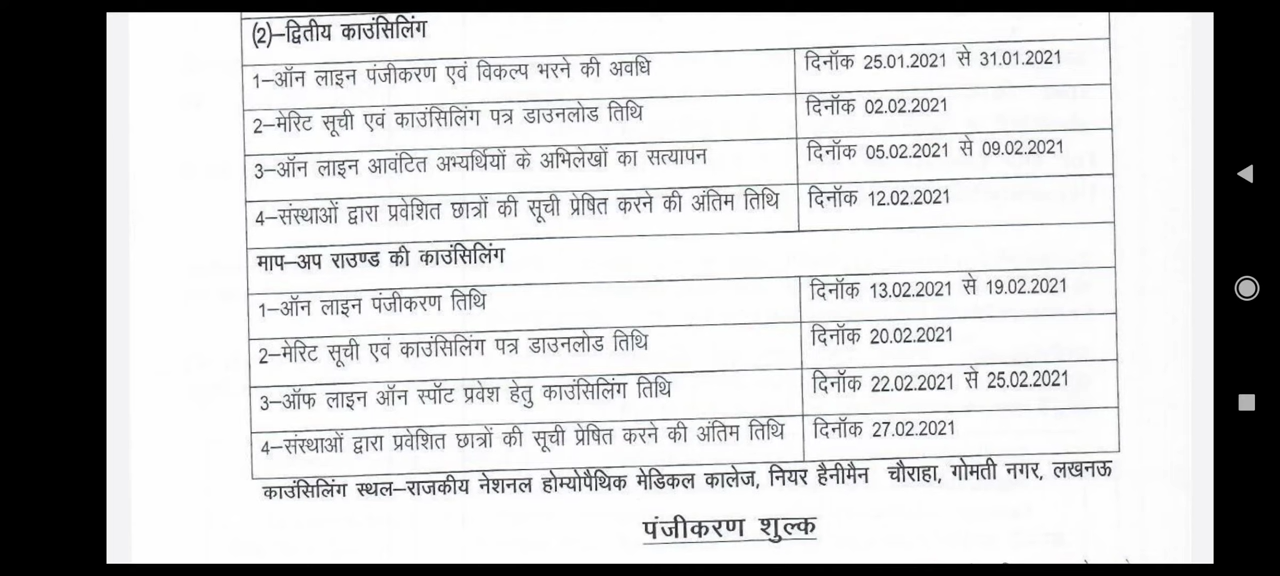 (2)–द्वितीय काउंसिलिंग
1–ऑन लाइन पंजीकरण एवं विकल्प भरने की अवधि दिनॉक 25.01.2021 से 31.01.2021
2–मेरिट सूची एवं काउंसिलिंग पत्र डाउनलोड तिथि दिनॉक 02.02.2021
3–ऑन लाइन आवंटित अभ्यर्थियों के अभिलेखों का सत्यापन दिनॉक 05.02.2021 से 09.02.2021
4–संस्थाओं द्वारा प्रवेशित छात्रों की सूची प्रेषित करने की अंतिम तिथि दिनॉक 12.02.2021
माप–अप राउण्ड की काउंसिलिंग
1–ऑन लाइन पंजीकरण तिथि दिनॉक 13.02.2021 से 19.02.2021
2–मेरिट सूची एवं काउंसिलिंग पत्र डाउनलोड तिथि दिनॉक 20.02.2021
3–ऑफ लाइन ऑन स्पॉट प्रवेश हेतु काउंसिलिंग तिथि दिनॉक 22.02.2021 से 25.02.2021
4–संस्थाओं द्वारा प्रवेशित छात्रों की सूची प्रेषित करने की अंतिम तिथि दिनॉक 27.02.2021
काउंसिलिंग स्थल–राजकीय नेशनल होम्योपैथिक मेडिकल कालेज, नियर हैनीमैन चौराहा, गोमती नगर, लखनऊ
पंजीकरण शुल्क